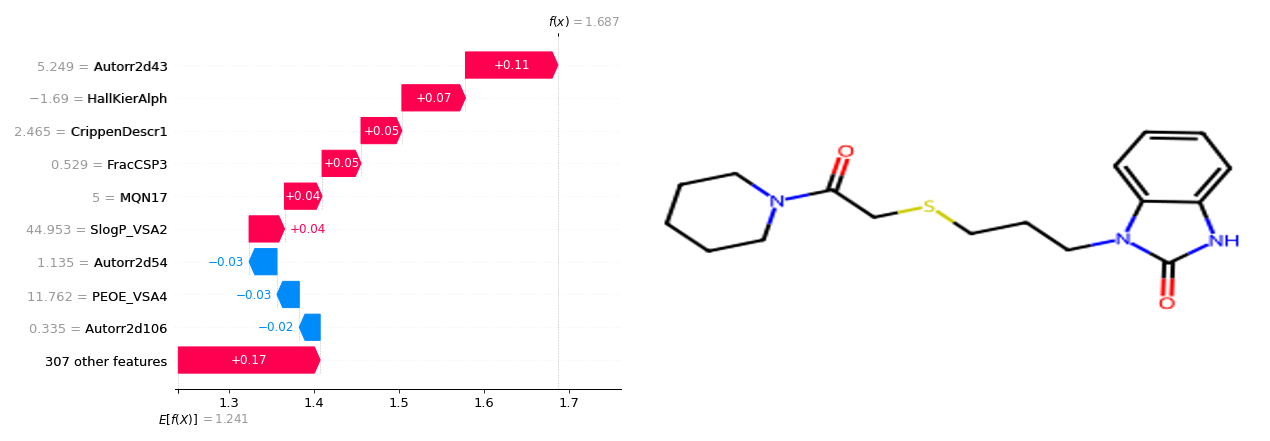 f(x) = 1.687
5.249 = Autorr2d43
+0.11
−1.69 = HallKierAlph
+0.07
2.465 = CrippenDescr1
+0.05
0.529 = FracCSP3
+0.05
5 = MQN17
+0.04
44.953 = SlogP_VSA2
+0.04
1.135 = Autorr2d54
−0.03
11.762 = PEOE_VSA4
−0.03
0.335 = Autorr2d106
−0.02
307 other features
+0.17
1.3 1.4 1.5 1.6 1.7
E[f(X)] = 1.241
O
N
S
N
NH
O